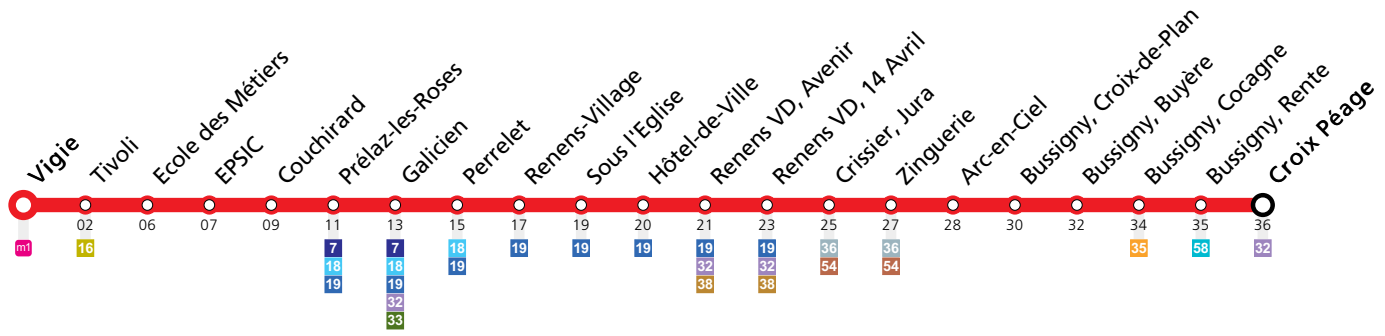 Vigie
Tivoli
Ecole des Métiers
EPSIC
Couchirard
Prélaz-les-Roses
Galicien
Perrelet
Renens-Village
Sous l'Eglise
Hôtel-de-Ville
Renens VD, Avenir
Renens VD, 14 Avril
Crissier, Jura
Zinguerie
Arc-en-Ciel
Bussigny, Croix-de-Plan
Bussigny, Buyère
Bussigny, Cocagne
Bussigny, Rente
Croix Péage
02 06 07 09 11 13 15 17 19 20 21 23 25 27 28 30 32 34 35 36
m1 16 7 7 18 19 19 19 19 19 36 36 35 58 32
18 18 19 32 32 54 54
19 19 38 38
32
33